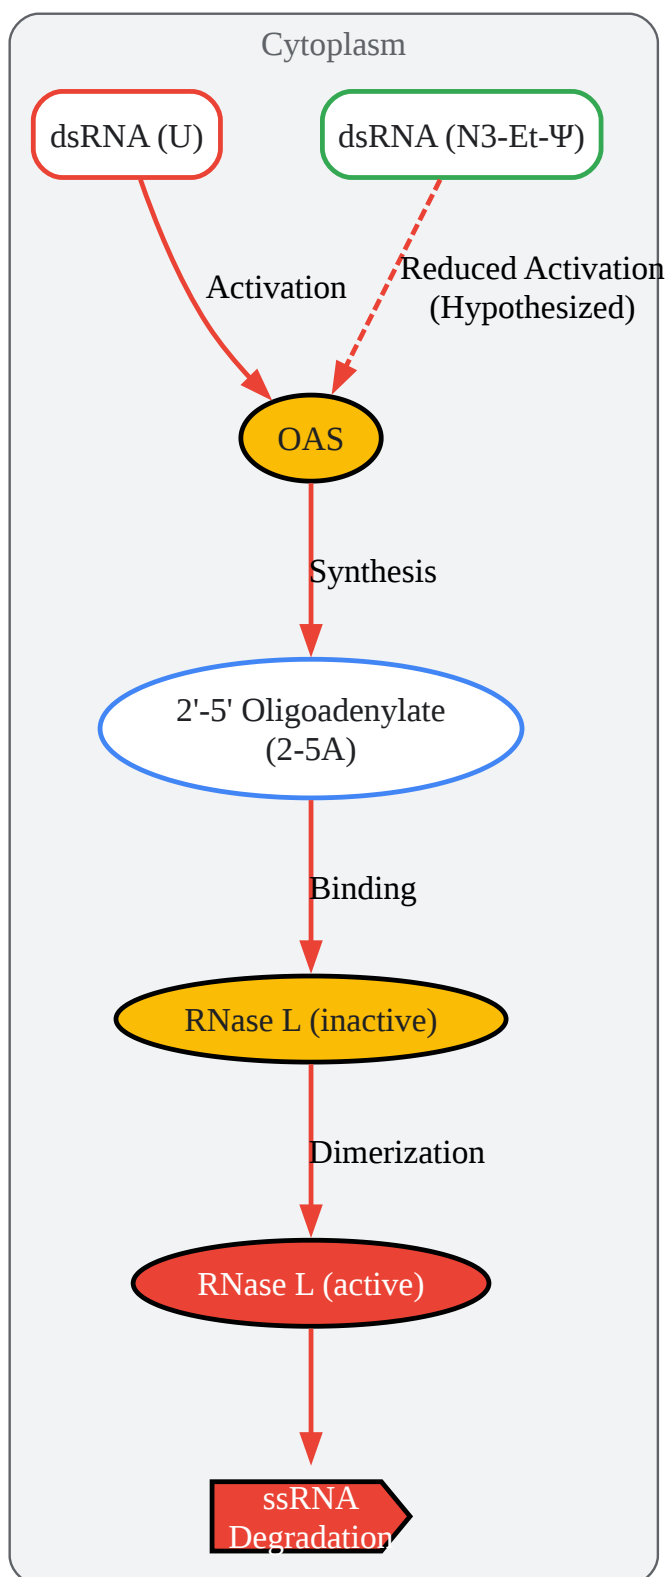 Cytoplasm
dsRNA (U)
dsRNA (N3-Et-Ψ)
Activation
Reduced Activation
(Hypothesized)
OAS
Synthesis
2'-5' Oligoadenylate
(2-5A)
Binding
RNase L (inactive)
Dimerization
RNase L (active)
ssRNA
Degradation